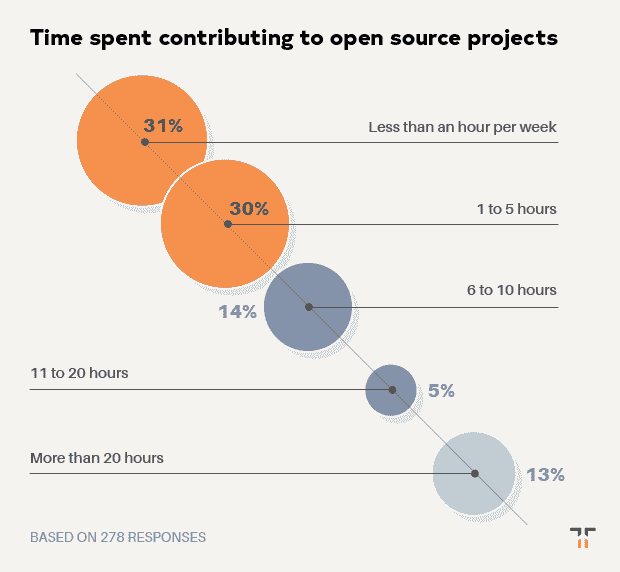 Time spent contributing to open source projects
31%
Less than an hour per week
30%
1 to 5 hours
6 to 10 hours
14%
11 to 20 hours
5%
More than 20 hours
13%
BASED ON 278 RESPONSES